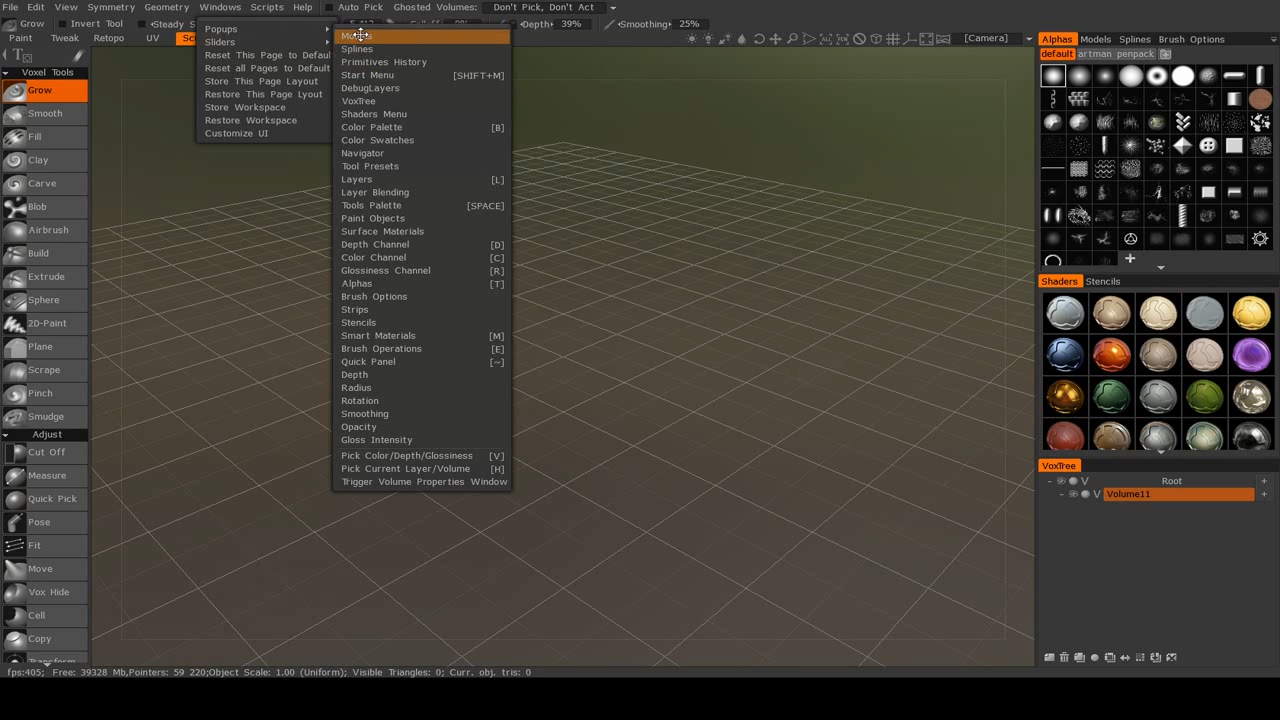 File Edit View Symmetry Geometry Windows Scripts Help Auto Pick Ghosted Volumes: Don't Pick, Don't Act
Grow Invert Tool Steady S Depth: 39% Smoothing: 25%
Paint Tweak Retopo UV [Camera]
Voxel Tools
Grow
Smooth
Fill
Clay
Carve
Blob
Airbrush
Build
Extrude
Sphere
2D-Paint
Plane
Scrape
Pinch
Smudge
Adjust
Cut Off
Measure
Quick Pick
Pose
Fit
Move
Vox Hide
Cell
Copy
Popups
Sliders
Reset This Page to Defaul
Reset all Pages to Default
Store This Page Layout
Restore This Page Lyout
Store Workspace
Restore Workspace
Customize UI
Splines
Primitives History
Start Menu [SHIFT+M]
DebugLayers
VoxTree
Shaders Menu
Color Palette [B]
Color Swatches
Navigator
Tool Presets
Layers [L]
Layer Blending
Tools Palette [SPACE]
Paint Objects
Surface Materials
Depth Channel [D]
Color Channel [C]
Glossiness Channel [R]
Alphas [T]
Brush Options
Strips
Stencils
Smart Materials [M]
Brush Operations [E]
Quick Panel [~]
Depth
Radius
Rotation
Smoothing
Opacity
Gloss Intensity
Pick Color/Depth/Glossiness [V]
Pick Current Layer/Volume [H]
Trigger Volume Properties Window
Alphas Models Splines Brush Options
default artman penpack
Shaders Stencils
VoxTree
V Root
V Volume11
fps:405; Free: 39328 Mb,Pointers: 59 220;Object Scale: 1.00 (Uniform); Visible Triangles: 0; Curr. obj. tris: 0